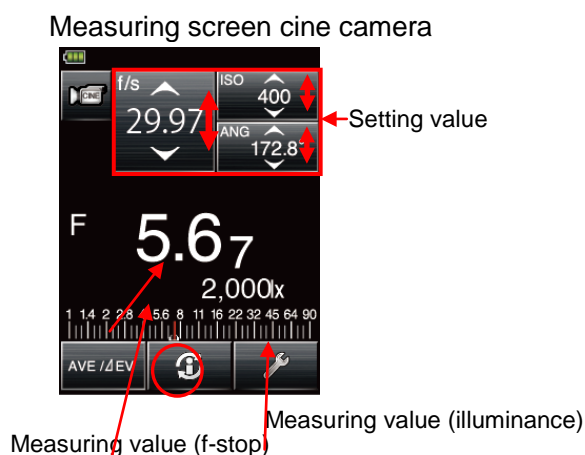 Measuring screen cine camera
CINE
f/s
29.97
ISO
400
ANG
172.8°
Setting value
F
5.67
2,000lx
1 1.4 2 2.8 4 5.6 8 11 16 22 32 45 64 90
AVE /⊿EV
Measuring value (illuminance)
Measuring value (f-stop)